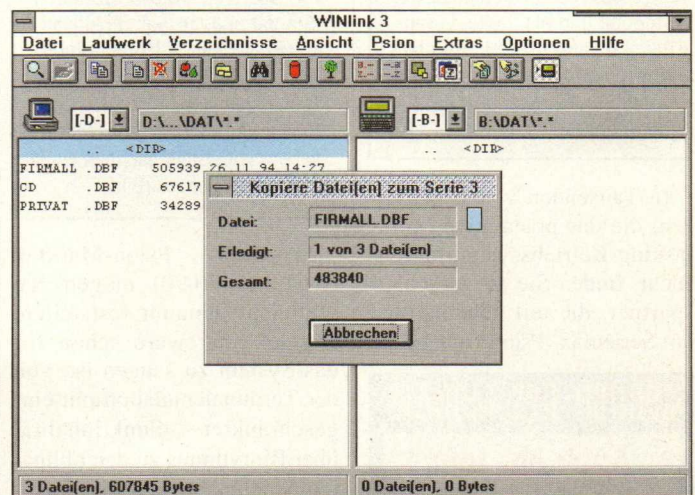 WINlink 3
Datei Laufwerk Verzeichnisse Ansicht Psion Extras Optionen Hilfe
[-D-] D:\...\DAT\*.*
[-B-] B:\DAT\*.*
.. <DIR>
.. <DIR>
FIRMALL .DBF 505939 26.11.94 14:27
CD .DBF 67617
PRIVAT .DBF 34289
Kopiere Datei(en) zum Serie 3
Datei: FIRMALL.DBF
Erledigt: 1 von 3 Datei(en)
Gesamt: 483840
Abbrechen
3 Datei(en), 607845 Bytes
0 Datei(en), 0 Bytes